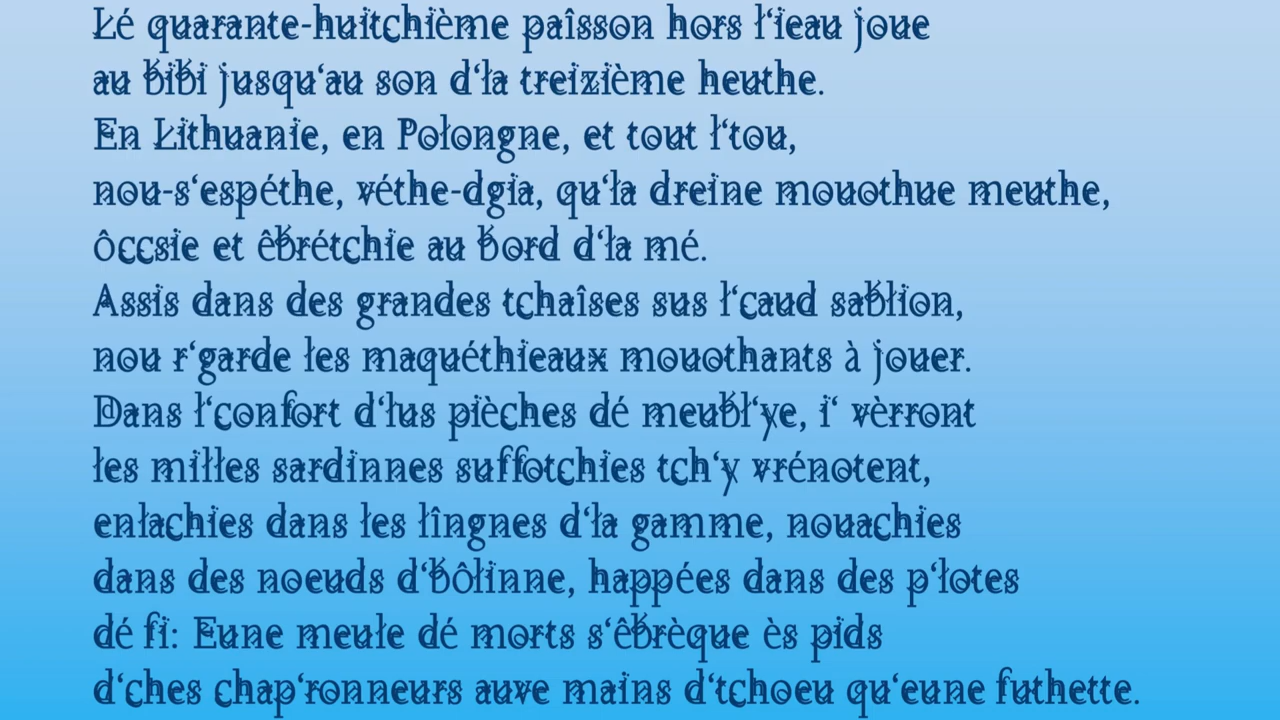 Lé quarante-huitchième paîsson hors l'ieau joue
au bibi jusqu'au son d'la treizième heuthe.
En Lithuanie, en Polongne, et tout l'tou,
nou-s'espéthe, véthe-dgia, qu'la dreine mouothue meuthe,
ôccsie et êbrétchie au bord d'la mé.
Assis dans des grandes tchaîses sus l'caud sablion,
nou r'garde les maquéthieaux mouothants à jouer.
Dans l'confort d'lus pièches dé meubl'ye, i' vèrront
les milles sardinnes suffotchies tch'y vrénotent,
enlachies dans les lîngnes d'la gamme, nouachies
dans des noeuds d'bôlinne, happées dans des p'lotes
dé fi: Eune meule dé morts s'êbrèque ès pids
d'ches chap'ronneurs auve mains d'tchoeu qu'eune futhette.